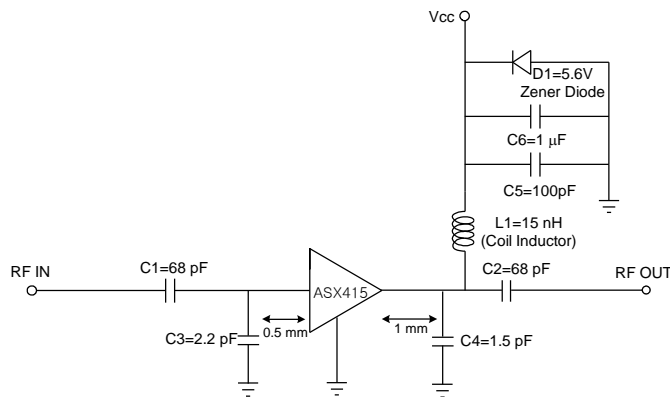 Vcc
D1=5.6V
Zener Diode
C6=1 μF
C5=100pF
L1=15 nH
(Coil Inductor)
RF IN
C1=68 pF
ASX415
C2=68 pF
RF OUT
0.5 mm
1 mm
C3=2.2 pF
C4=1.5 pF